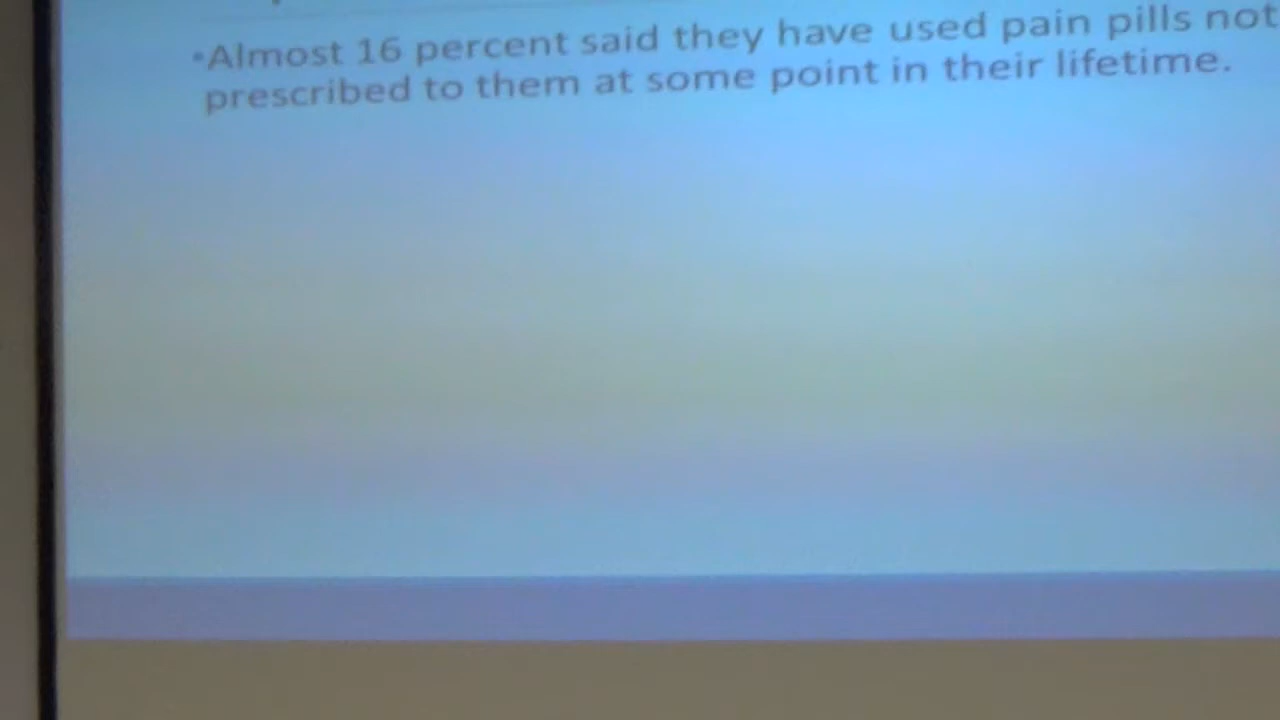 •Almost 16 percent said they have used pain pills not
prescribed to them at some point in their lifetime.